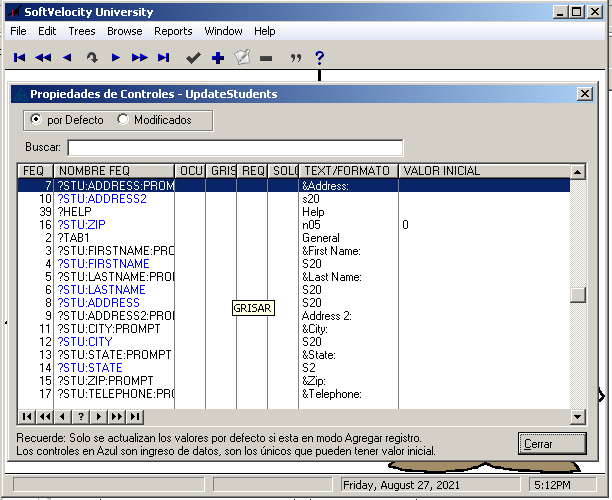 SoftVelocity University
File Edit Trees Browse Reports Window Help
Propiedades de Controles - UpdateStudents
por Defecto Modificados
Buscar:
FEQ NOMBRE FEQ OCU GRIS REQ SOLO TEXT/FORMATO VALOR INICIAL
7 ?STU:ADDRESS:PROM &Address:
10 ?STU:ADDRESS2 s20
39 ?HELP Help
16 ?STU:ZIP n05 0
2 ?TAB1 General
3 ?STU:FIRSTNAME:PRO &First Name:
4 ?STU:FIRSTNAME S20
5 ?STU:LASTNAME:PROI &Last Name:
6 ?STU:LASTNAME S20
8 ?STU:ADDRESS S20
9 ?STU:ADDRESS2:PROI Address 2:
GRISAR
11 ?STU:CITY:PROMPT &City:
12 ?STU:CITY S20
13 ?STU:STATE:PROMPT &State:
14 ?STU:STATE S2
15 ?STU:ZIP:PROMPT &Zip:
17 ?STU:TELEPHONE:PRO &Telephone:
Recuerde: Solo se actualizan los valores por defecto si esta en modo Agregar registro.
Los controles en Azul son ingreso de datos, son los únicos que pueden tener valor inicial.
Cerrar
Friday, August 27, 2021 5:12PM